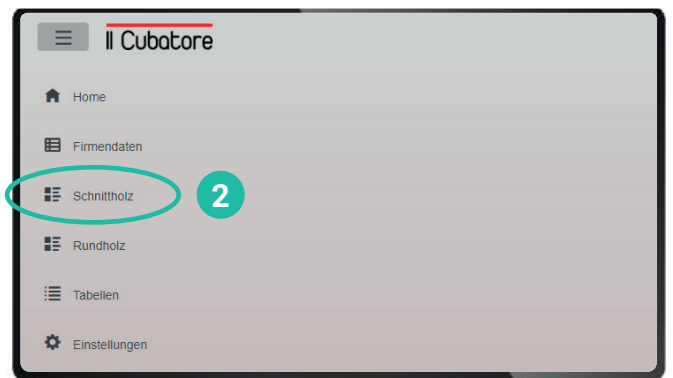 Il Cubatore
Home
Firmendaten
Schnittholz
2
Rundholz
Tabellen
Einstellungen